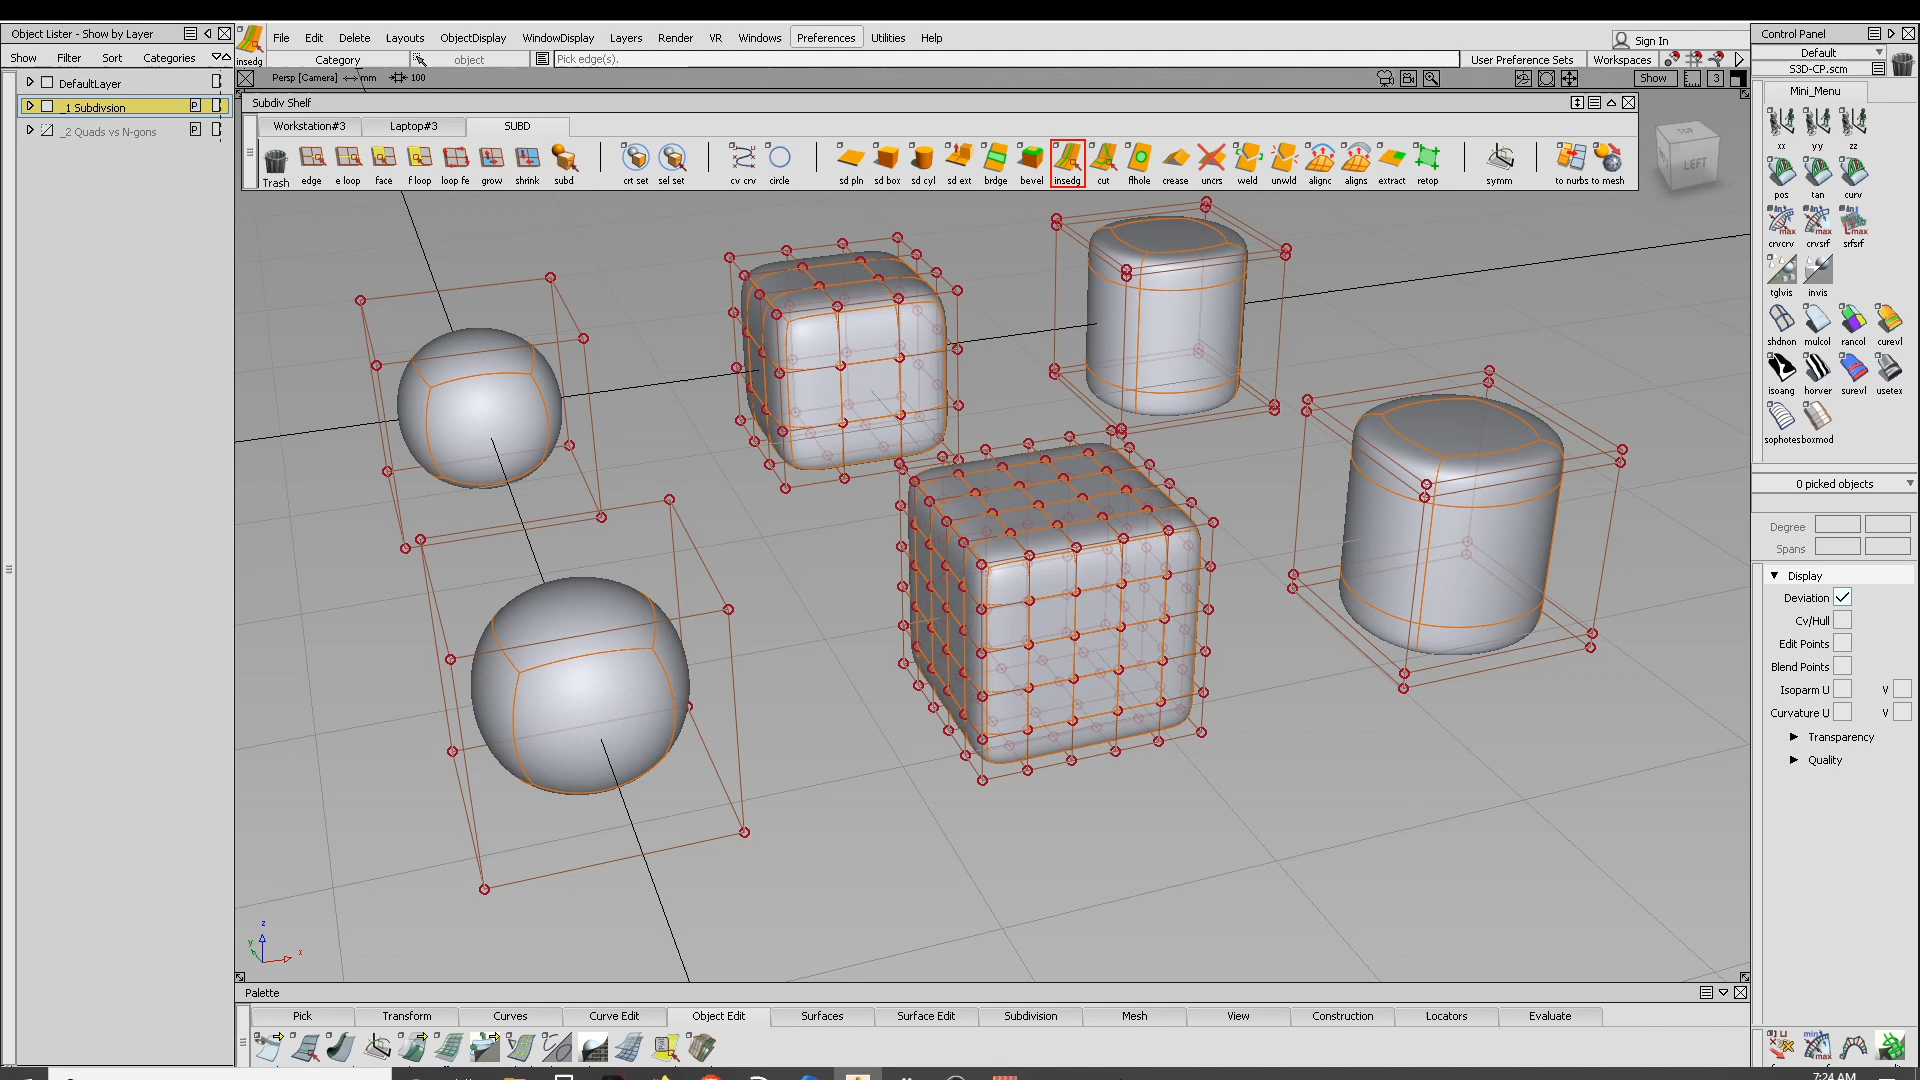 Object Lister - Show by Layer
Show Filter Sort Categories
DefaultLayer
_1 Subdivsion P
_2 Quads vs N-gons P
insedg
File Edit Delete Layouts ObjectDisplay WindowDisplay Layers Render VR Windows Preferences Utilities Help
Sign In
Category object Pick edge(s). User Preference Sets Workspaces
Persp [Camera] mm 100 Show 3
Subdiv Shelf
Workstation#3 Laptop#3 SUBD
Trash edge e loop face f loop loop fe grow shrink subd crt set sel set cv crv circle sd pln sd box sd cyl sd ext brdge bevel insedg cut flhole crease uncrs weld unwld alignc aligns extract retop symm to nurbs to mesh
TOP
LEFT
z
y
x
Palette
Pick Transform Curves Curve Edit Object Edit Surfaces Surface Edit Subdivision Mesh View Construction Locators Evaluate
Control Panel
Default
S3D-CP.scm
Mini_Menu
xx yy zz
pos tan curv
crvcrv crvsrf srfsrf
tglvis invis
shdnon mulcol rancol curevl
isoang horver surevl usetex
sophotes boxmod
0 picked objects
Degree
Spans
Display
Deviation
Cv/Hull
Edit Points
Blend Points
Isoparm U V
Curvature U V
Transparency
Quality
7:24 AM